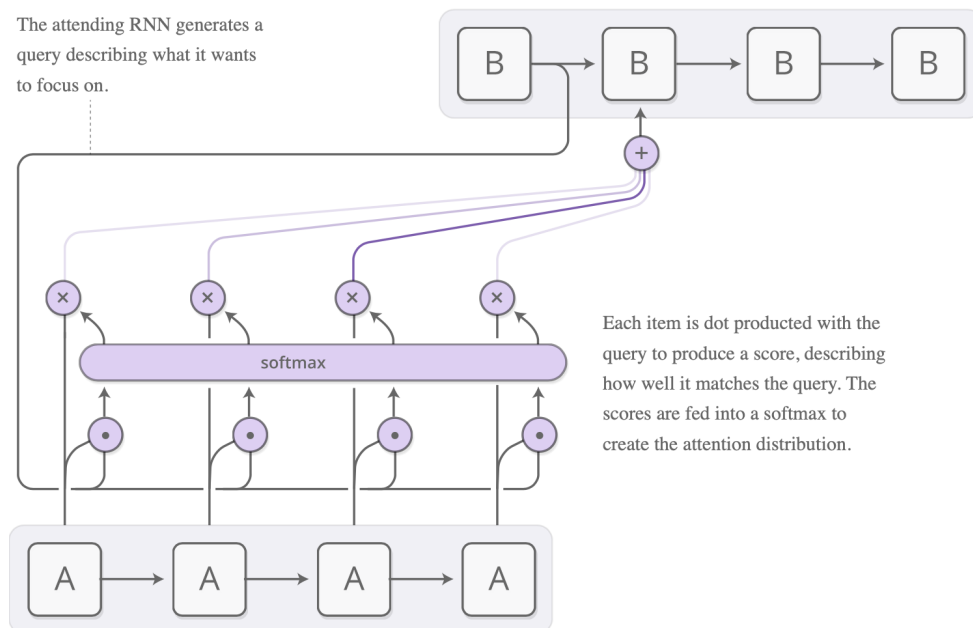 The attending RNN generates a
query describing what it wants
to focus on.
B B B B
+
× × × ×
softmax
Each item is dot producted with the
query to produce a score, describing
how well it matches the query. The
scores are fed into a softmax to
create the attention distribution.
• • • •
A A A A